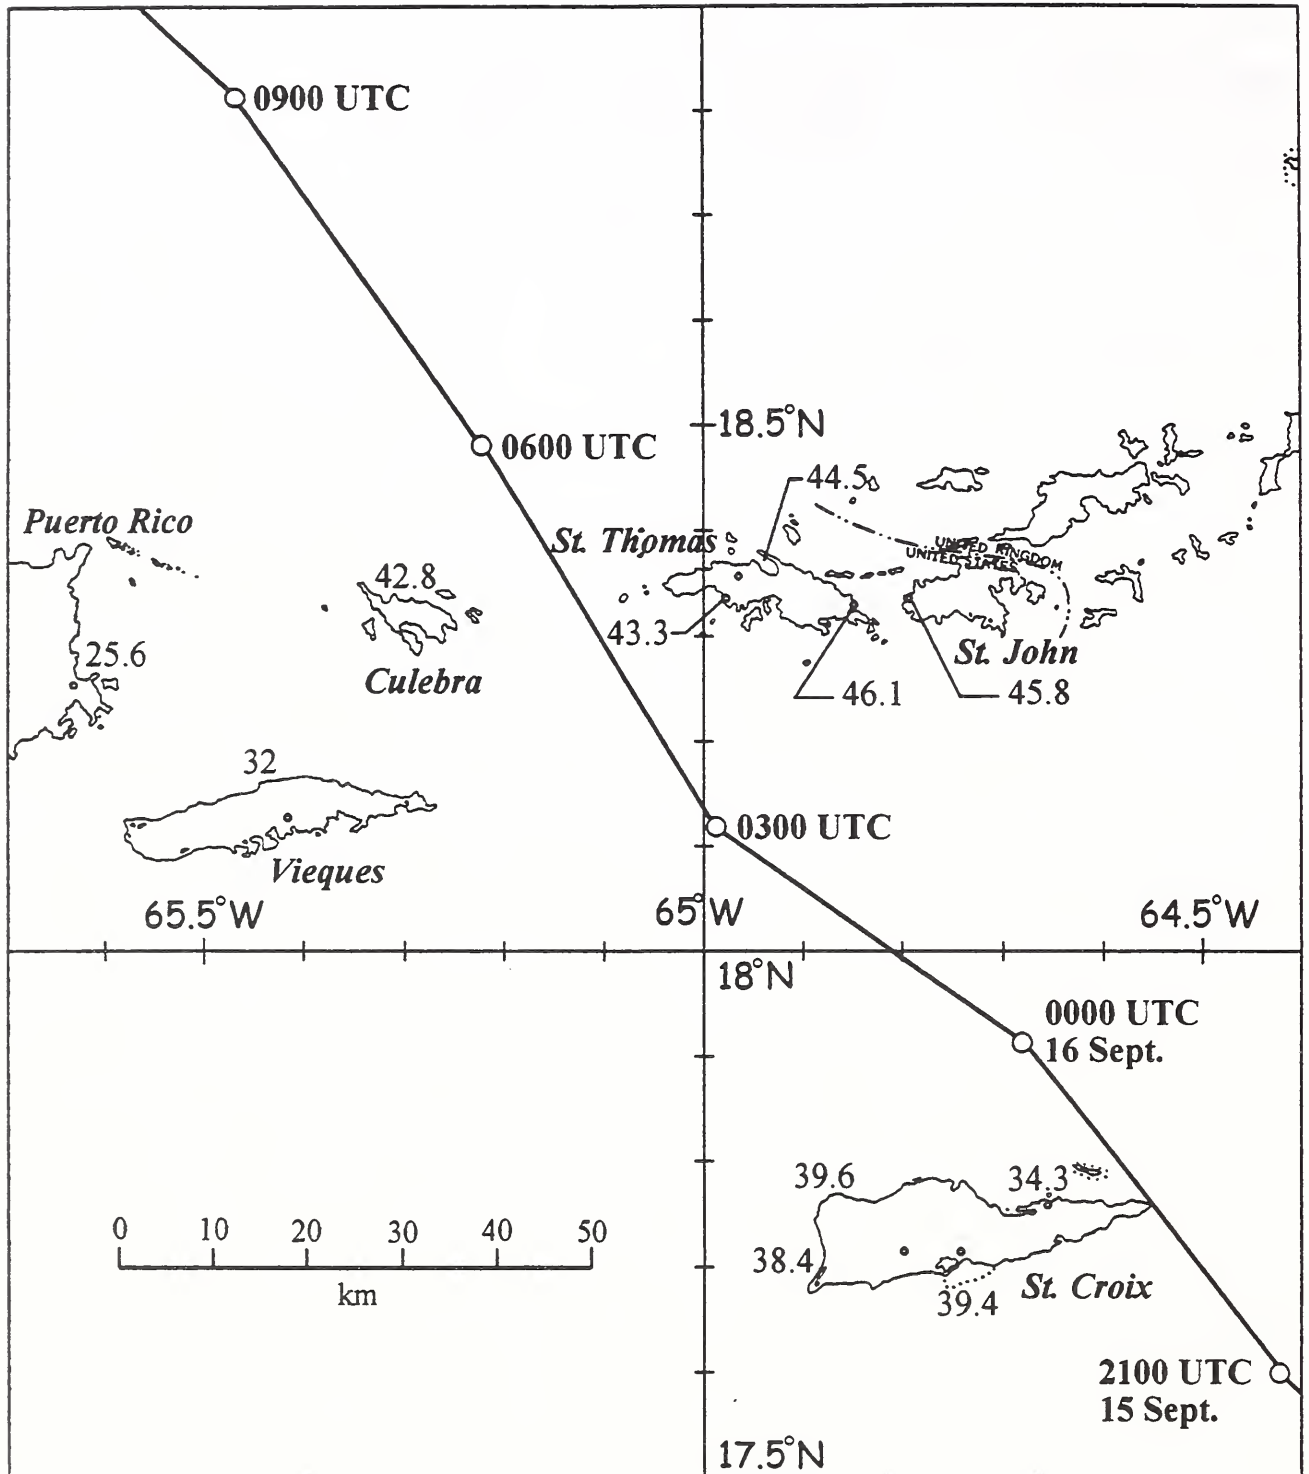 0900 UTC
18.5°N
0600 UTC
44.5
Puerto Rico
St. Thomas
UNITED KINGDOM
UNITED STATES
42.8
43.3
25.6
St. John
Culebra
46.1
45.8
32
0300 UTC
Vieques
65.5°W
65°W
64.5°W
18°N
0000 UTC
16 Sept.
39.6
34.3
0 10 20 30 40 50
km
38.4
St. Croix
39.4
2100 UTC
15 Sept.
17.5°N